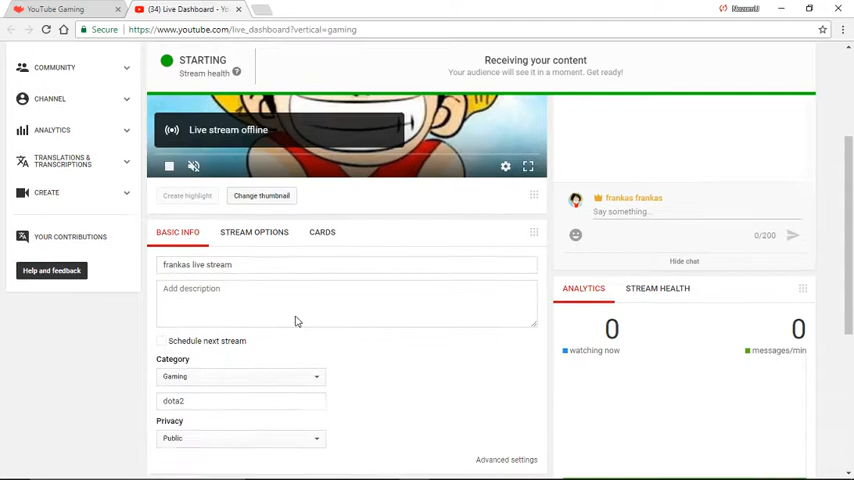 YouTube Gaming
(34) Live Dashboard - YouTube
Secure
https://www.youtube.com/live_dashboard?vertical=gaming
COMMUNITY
CHANNEL
ANALYTICS
TRANSLATIONS &
TRANSCRIPTIONS
CREATE
YOUR CONTRIBUTIONS
Help and feedback
STARTING
Stream health ?
Receiving your content
Your audience will see it in a moment. Get ready!
Live stream offline
Create highlight
Change thumbnail
BASIC INFO
STREAM OPTIONS
CARDS
frankas live stream
Add description
Schedule next stream
Category
Gaming
dota2
Privacy
Public
Advanced settings
frankas frankas
Say something...
0/200
Hide chat
ANALYTICS
STREAM HEALTH
0
watching now
0
messages/min